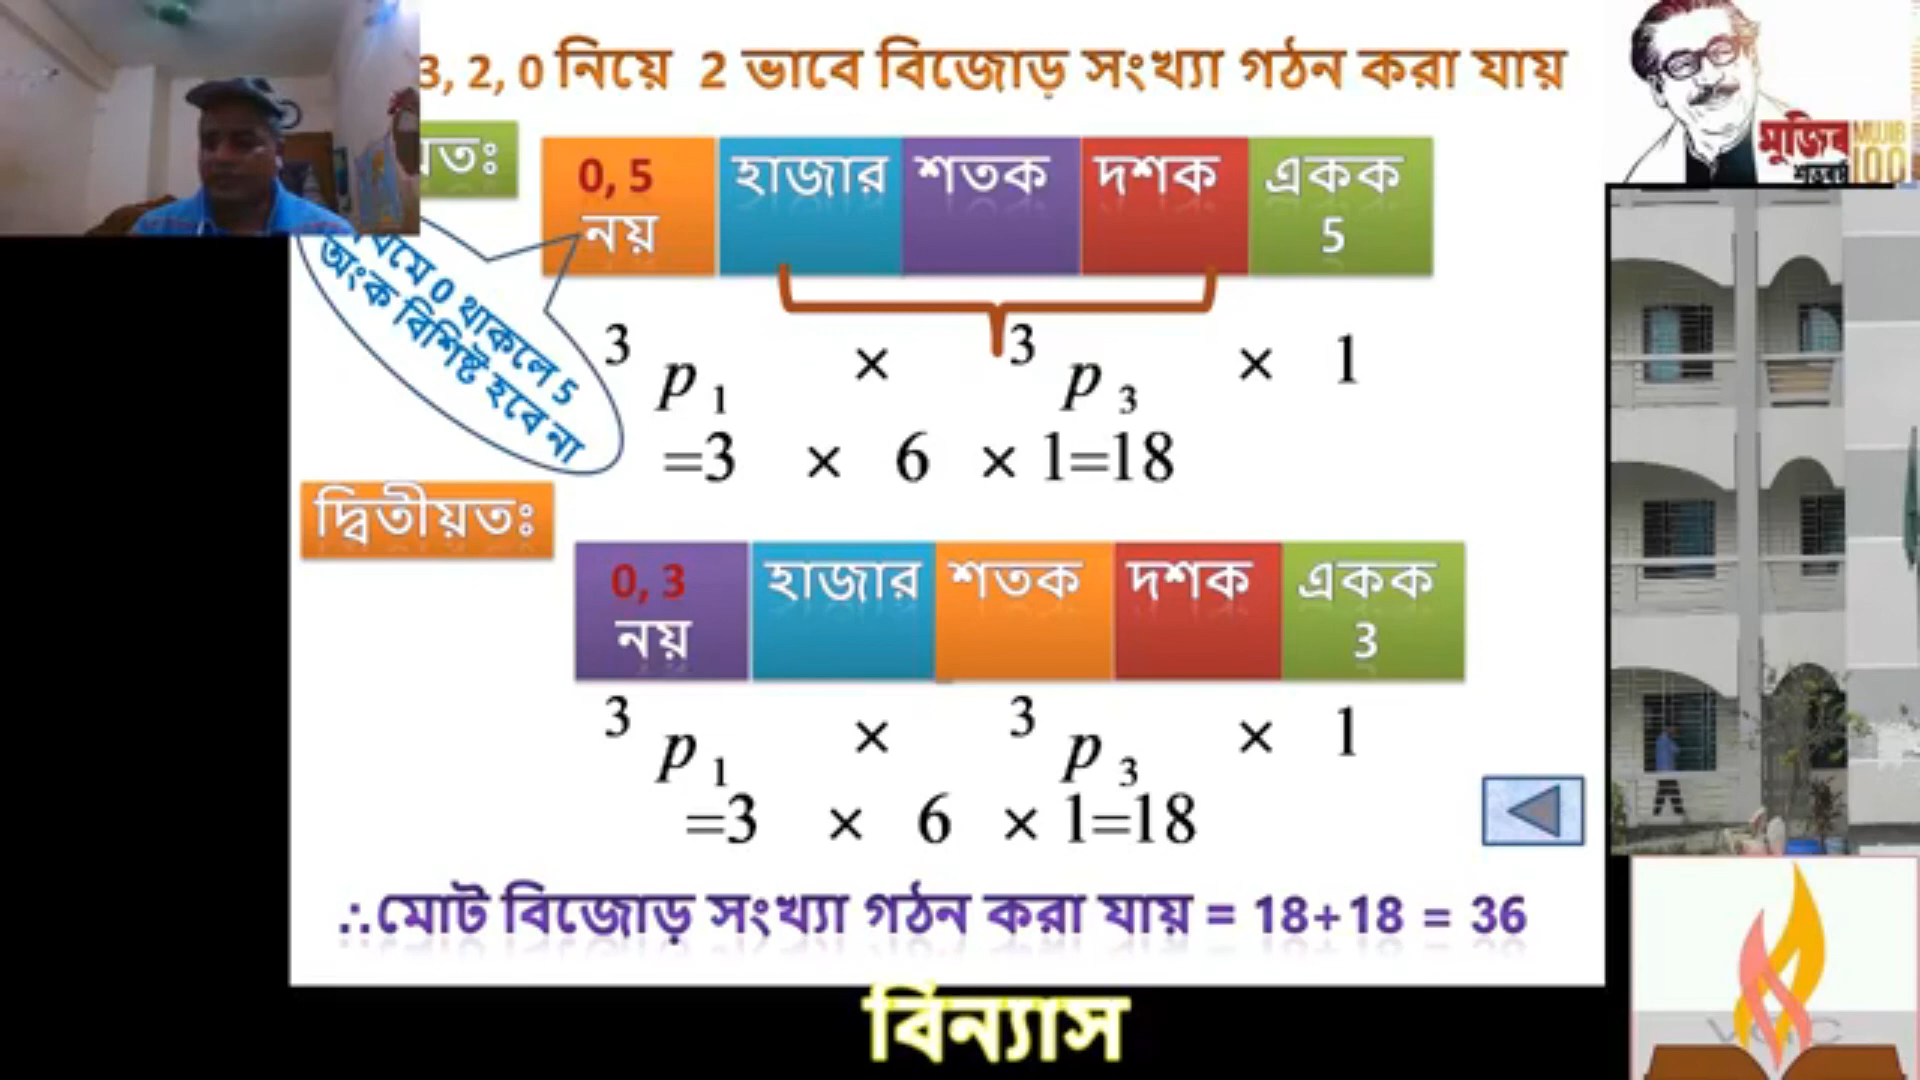 3, 2, 0 নিয়ে 2 ভাবে বিজোড় সংখ্যা গঠন করা যায়
0, 5
নয়
হাজার
শতক
দশক
একক
5
0 থাকলে 5
অংক বিশিষ্ট হবে না
3 p 1 × 3 p 3 × 1
=3 × 6 × 1=18
দ্বিতীয়তঃ
0, 3
নয়
হাজার
শতক
দশক
একক
3
3 p 1 × 3 p 3 × 1
=3 × 6 × 1=18
∴মোট বিজোড় সংখ্যা গঠন করা যায় = 18+18 = 36
বিন্যাস
মুজিব
MUJIB
100